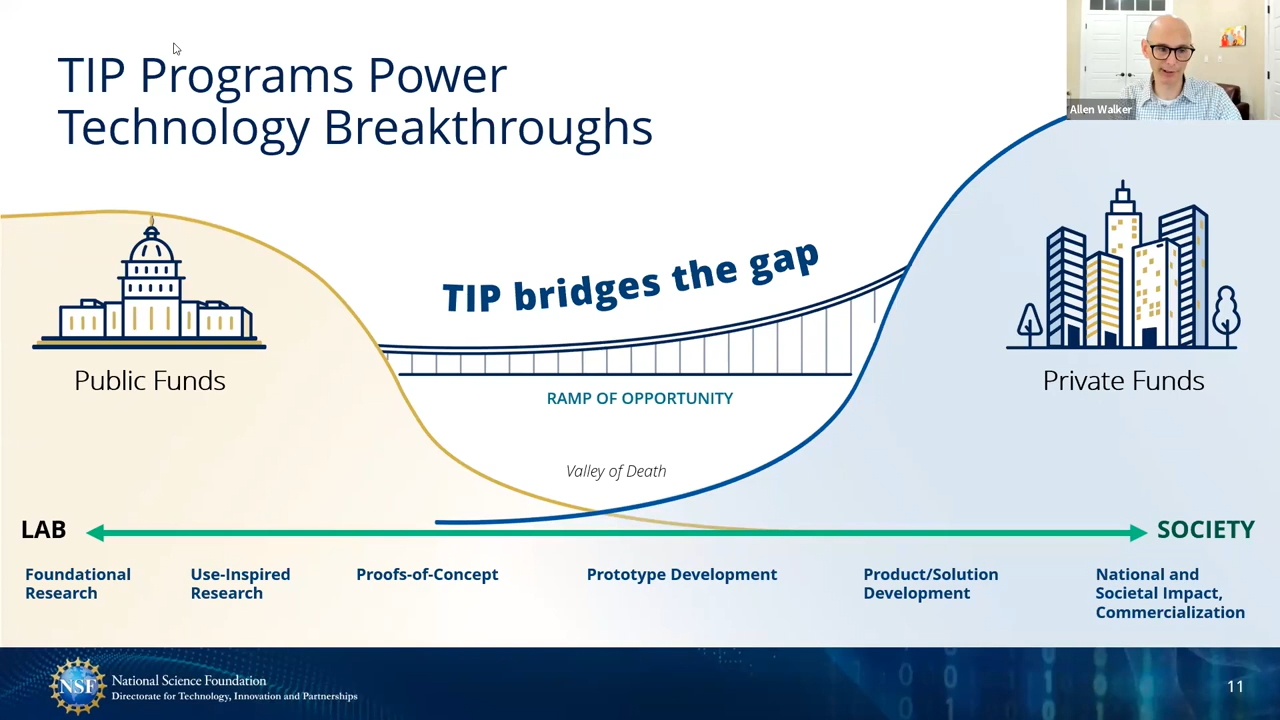 TIP Programs Power
Technology Breakthroughs
Allen Walker
TIP bridges the gap
Public Funds
Private Funds
RAMP OF OPPORTUNITY
Valley of Death
LAB
SOCIETY
Foundational
Research
Use-Inspired
Research
Proofs-of-Concept
Prototype Development
Product/Solution
Development
National and
Societal Impact,
Commercialization
NSF
National Science Foundation
Directorate for Technology, Innovation and Partnerships
11